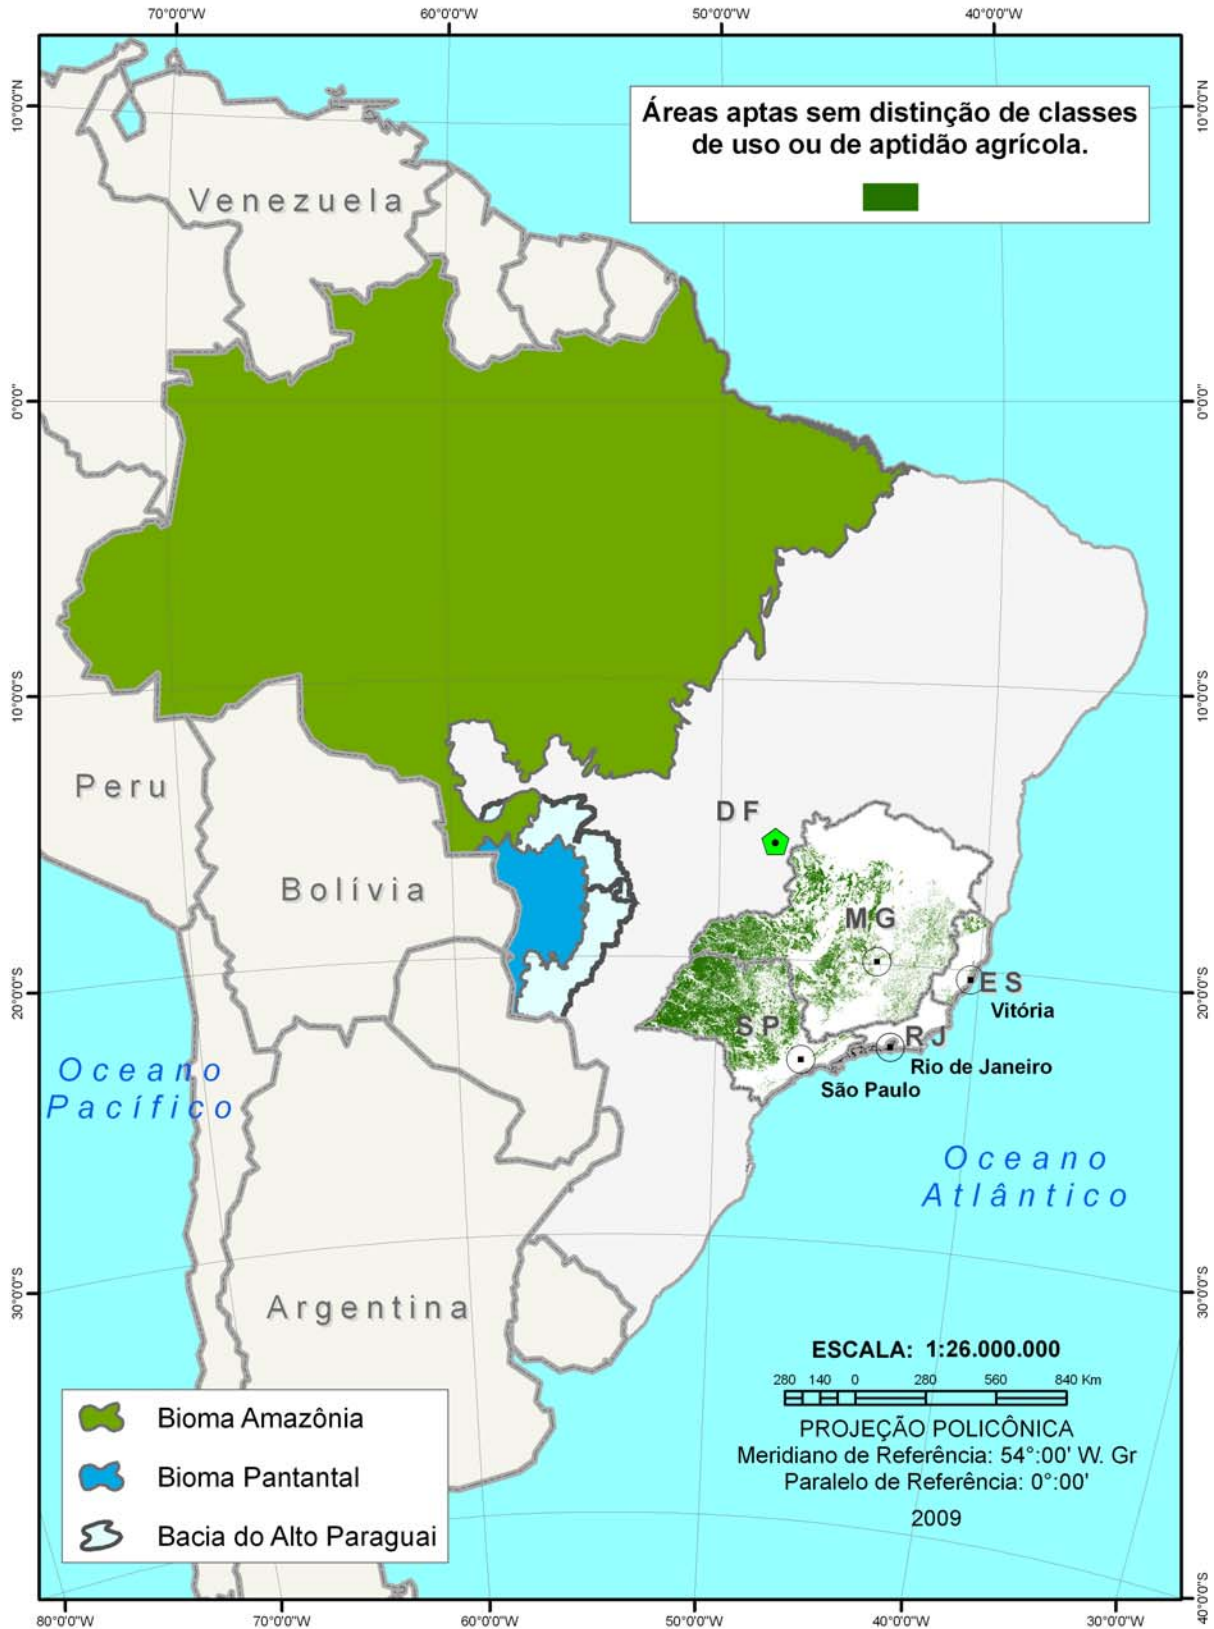 70°0'0"W 60°0'0"W 50°0'0"W 40°0'0"W
10°0'0"N
10°0'0"N
Áreas aptas sem distinção de classes
de uso ou de aptidão agrícola.
Venezuela
0°0'0"
0°0'0"
10°0'0"S
10°0'0"S
Peru
DF
Bolívia
MG
20°0'0"S
20°0'0"S
ES
Vitória
SP
RJ
Rio de Janeiro
São Paulo
Oceano
Pacífico
Oceano
Atlântico
30°0'0"S
30°0'0"S
Argentina
ESCALA: 1:26.000.000
280 140 0 280 560 840 Km
PROJEÇÃO POLICÔNICA
Meridiano de Referência: 54°:00' W. Gr
Paralelo de Referência: 0°:00'
2009
Bioma Amazônia
Bioma Pantantal
Bacia do Alto Paraguai
40°0'0"S
80°0'0"W 70°0'0"W 60°0'0"W 50°0'0"W 40°0'0"W 30°0'0"W